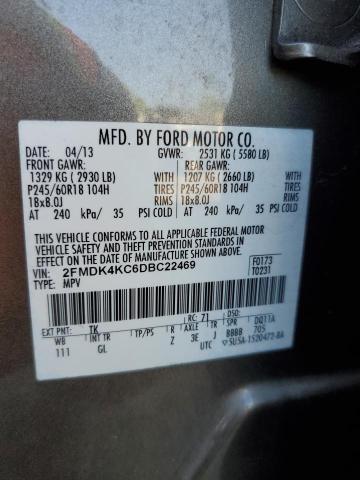 MFD. BY FORD MOTOR CO.
DATE: 04/13 GVWR: 2531 KG ( 5580 LB)
FRONT GAWR: REAR GAWR:
1329 KG ( 2930 LB) WITH 1207 KG ( 2660 LB) WITH
P245/60R18 104H TIRES P245/60R18 104H TIRES
18x8.0J RIMS 18x8.0J RIMS
AT 240 kPa/ 35 PSI COLD AT 240 kPa/ 35 PSI COLD
THIS VEHICLE CONFORMS TO ALL APPLICABLE FEDERAL MOTOR
VEHICLE SAFETY STANDARDS IN EFFECT ON THE DATE OF
MANUFACTURE SHOWN ABOVE.
VIN: 2FMDK4KC6DBC22469 F0173
TYPE: MPV T0231
EXT PNT: TK RC: 71 DSO:
WB INT TR TP/PS R AXLE TR SPR DQ11A
111 GL Z 3E J BBBB 705
UTC